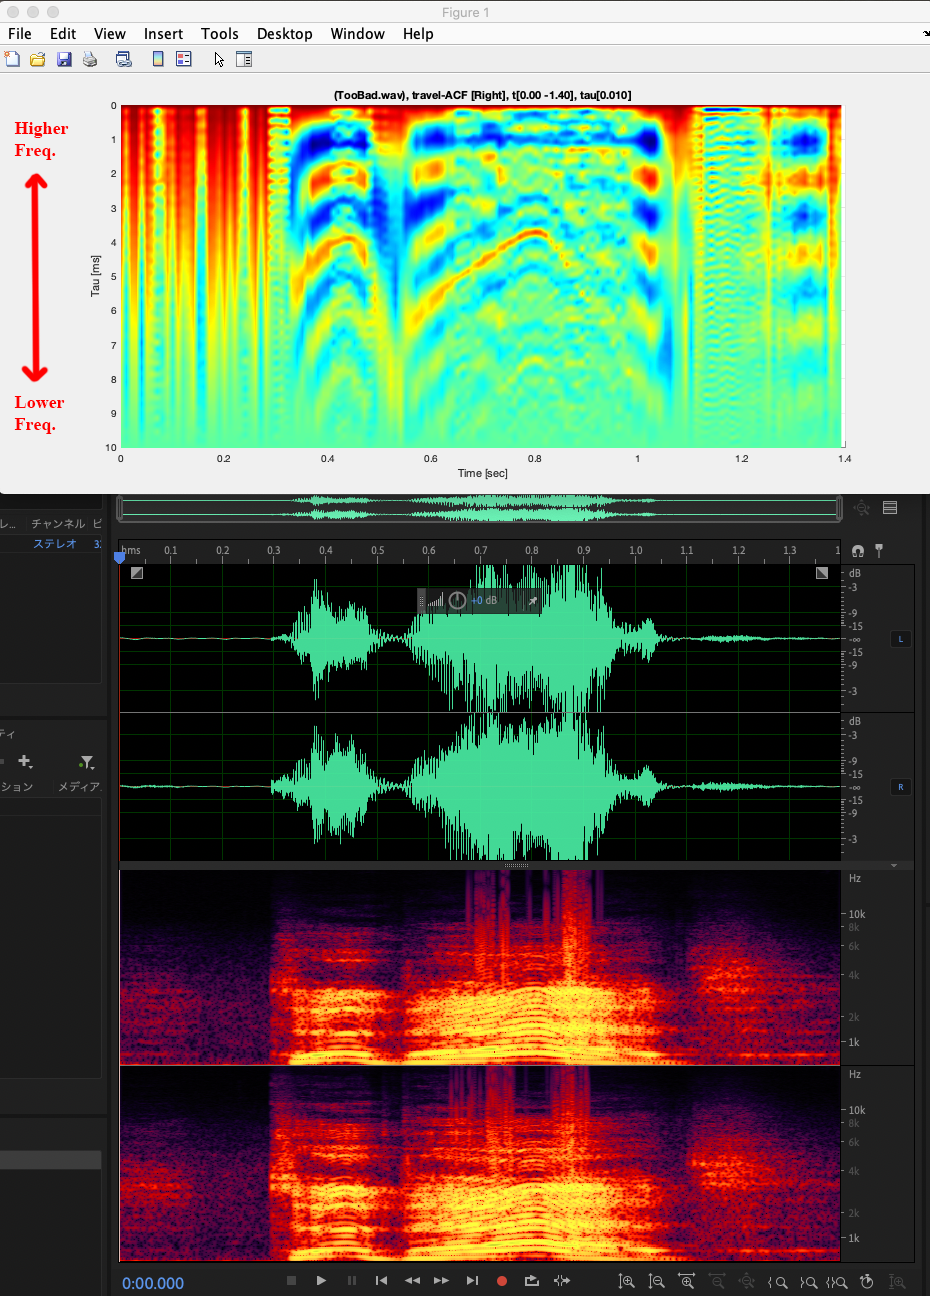 Figure 1
File Edit View Insert Tools Desktop Window Help
(TooBad.wav), travel-ACF [Right], t[0.00 -1.40], tau[0.010]
Higher
Freq.
Lower
Freq.
Tau [ms]
0
1
2
3
4
5
6
7
8
9
10
0 0.2 0.4 0.6 0.8 1 1.2 1.4
Time [sec]
チャンネル ビ
ステレオ 32
hms 0.1 0.2 0.3 0.4 0.5 0.6 0.7 0.8 0.9 1.0 1.1 1.2 1.3 1
+0 dB
dB
-3
-9
-15
-∞
-15
-9
-3
L
dB
-3
-9
-15
-∞
-15
-9
-3
R
ティ
ション メディア
Hz
10k
8k
6k
4k
2k
1k
Hz
10k
8k
6k
4k
2k
1k
0:00.000